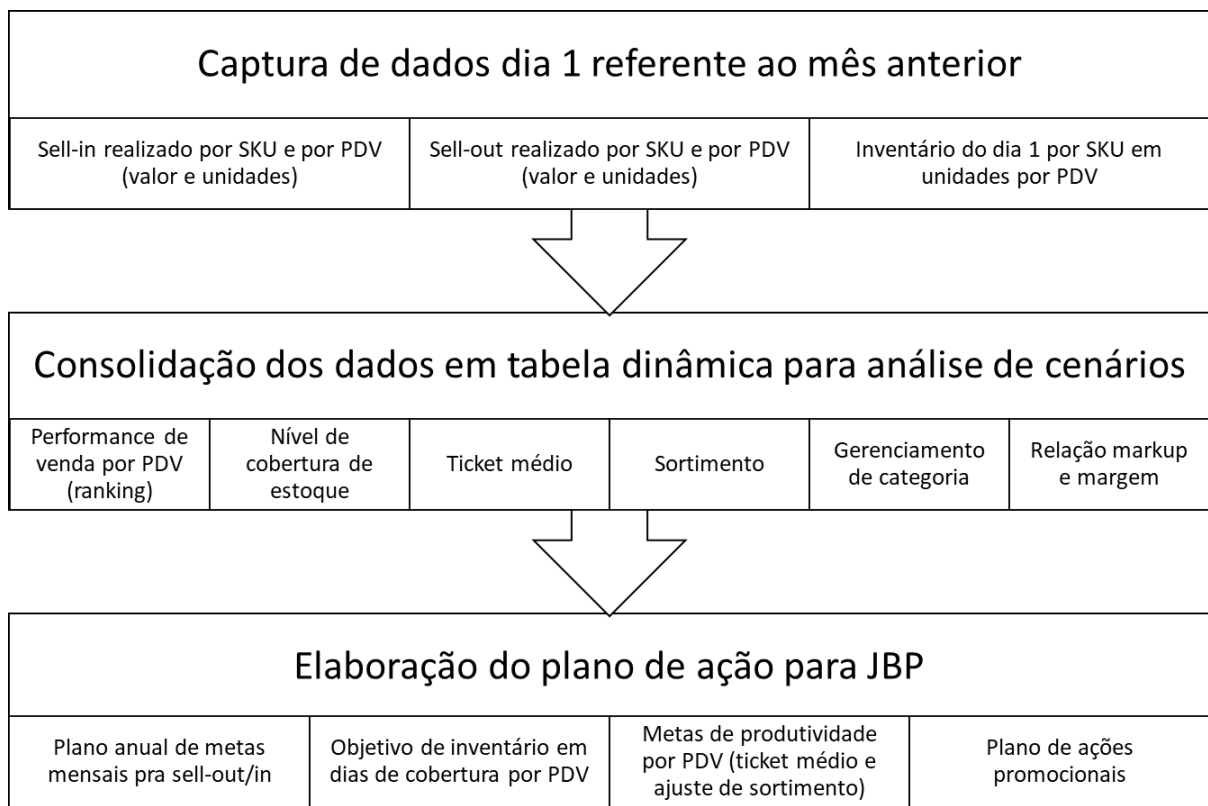 Captura de dados dia 1 referente ao mês anterior
Sell-in realizado por SKU e por PDV
(valor e unidades)
Sell-out realizado por SKU e por PDV
(valor e unidades)
Inventário do dia 1 por SKU em
unidades por PDV
Consolidação dos dados em tabela dinâmica para análise de cenários
Performance de
venda por PDV
(ranking)
Nível de
cobertura de
estoque
Ticket médio
Sortimento
Gerenciamento
de categoria
Relação markup
e margem
Elaboração do plano de ação para JBP
Plano anual de metas
mensais pra sell-out/in
Objetivo de inventário em
dias de cobertura por PDV
Metas de produtividade
por PDV (ticket médio e
ajuste de sortimento)
Plano de ações
promocionais